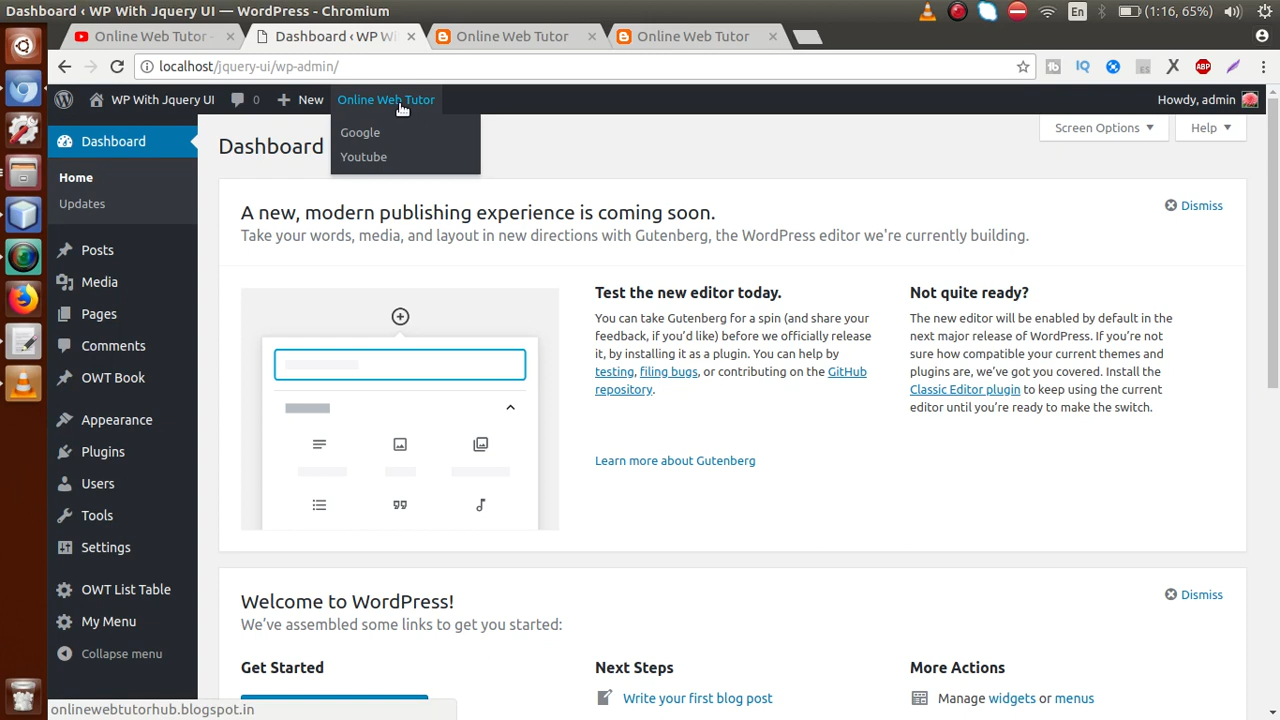 Dashboard ‹ WP With Jquery UI — WordPress - Chromium
En
(1:16, 65%)
Online Web Tutor -
Dashboard ‹ WP Wi
Online Web Tutor
Online Web Tutor
localhost/jquery-ui/wp-admin/
tb
IQ
ABP
WP With Jquery UI
0
New
Online Web Tutor
Howdy, admin
Google
Youtube
Screen Options
Help
Dashboard
Home
Updates
Posts
Media
Pages
Comments
OWT Book
Appearance
Plugins
Users
Tools
Settings
OWT List Table
My Menu
Collapse menu
Dashboard
A new, modern publishing experience is coming soon.
Dismiss
Take your words, media, and layout in new directions with Gutenberg, the WordPress editor we're currently building.
Test the new editor today.
You can take Gutenberg for a spin (and share your
feedback, if you'd like) before we officially release
it, by installing it as a plugin. You can help by
testing, filing bugs, or contributing on the GitHub
repository.
Learn more about Gutenberg
Not quite ready?
The new editor will be enabled by default in the
next major release of WordPress. If you're not
sure how compatible your current themes and
plugins are, we've got you covered. Install the
Classic Editor plugin to keep using the current
editor until you're ready to make the switch.
Welcome to WordPress!
Dismiss
We've assembled some links to get you started:
Get Started
Next Steps
Write your first blog post
More Actions
Manage widgets or menus
onlinewebtutorhub.blogspot.in